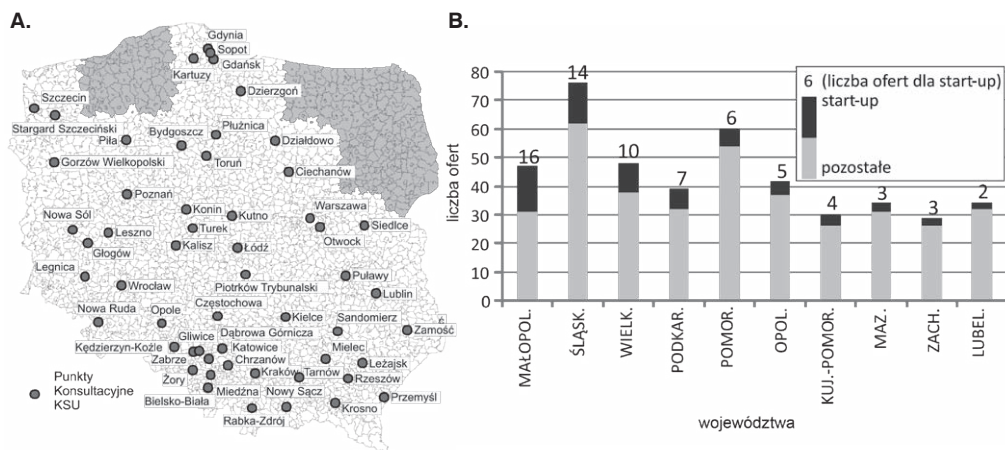 A.
Gdynia
Sopot
Gdańsk
Kartuzy
Dzierzgoń
Szczecin
Stargard Szczeciński
Piła
Bydgoszcz
Płużnica
Działdowo
Gorzów Wielkopolski
Toruń
Ciechanów
Poznań
Konin
Kutno
Warszawa
Nowa Sól
Leszno
Turek
Siedlce
Otwock
Głogów
Kalisz
Łódź
Legnica
Wrocław
Piotrków Trybunalski
Puławy
Lublin
Nowa Ruda
Opole
Częstochowa
Kielce
Sandomierz
Zamość
Kędzierzyn-Koźle
Gliwice
Dąbrowa Górnicza
Katowice
Mielec
Zabrze
Chrzanów
Leżajsk
Żory
Kraków
Tarnów
Rzeszów
Miedźna
Nowy Sącz
Bielsko-Biała
Przemyśl
Krosno
Rabka-Zdrój
Punkty
Konsultacyjne
KSU
B.
liczba ofert
80
70
60
50
40
30
20
10
0
16
14
10
7
6
5
4
3
3
2
6 (liczba ofert dla start-up)
start-up
pozostałe
MAŁOPOL.
ŚLĄSK.
WIELK.
PODKAR.
POMOR.
OPOL.
KUJ.-POMOR.
MAZ.
ZACH.
LUBEL.
województwa